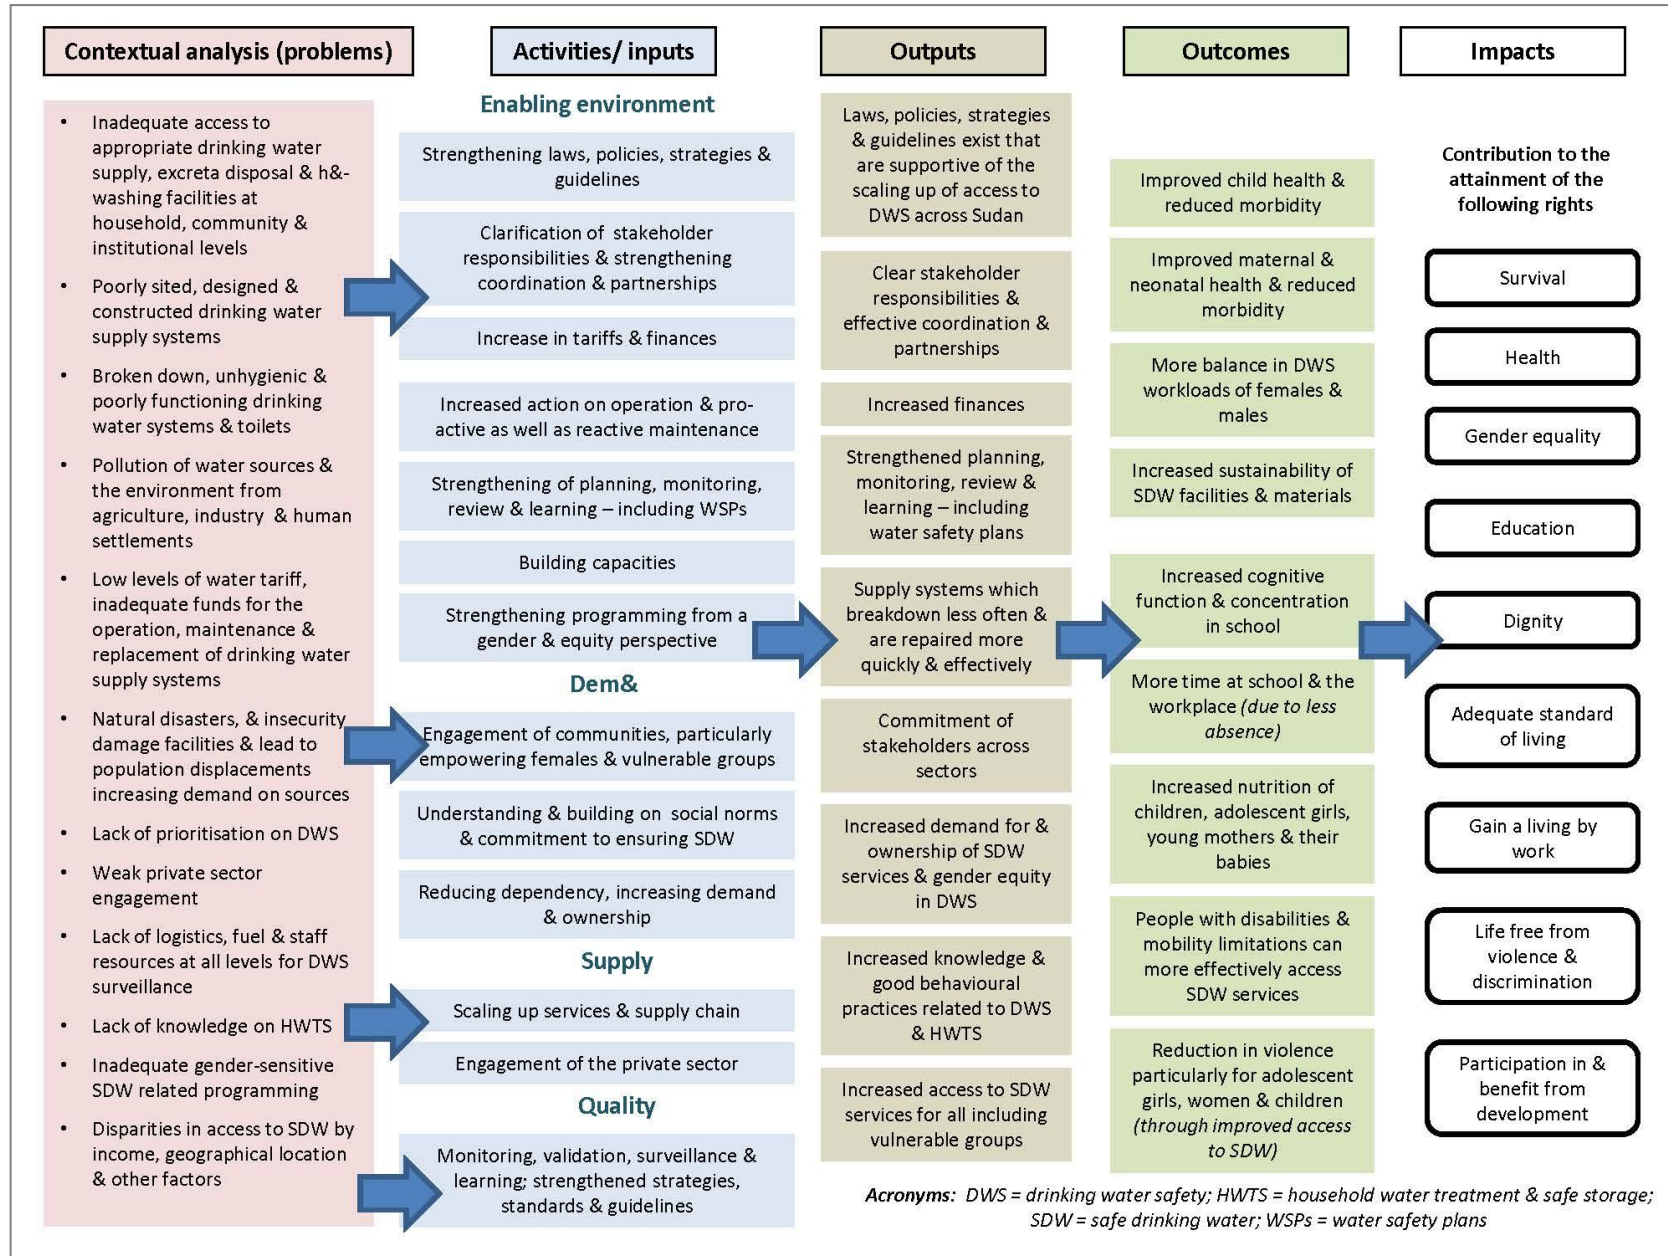 Contextual analysis (problems)
• Inadequate access to
appropriate drinking water
supply, excreta disposal & h&-
washing facilities at
household, community &
institutional levels
• Poorly sited, designed &
constructed drinking water
supply systems
• Broken down, unhygienic &
poorly functioning drinking
water systems & toilets
• Pollution of water sources &
the environment from
agriculture, industry & human
settlements
• Low levels of water tariff,
inadequate funds for the
operation, maintenance &
replacement of drinking water
supply systems
• Natural disasters, & insecurity
damage facilities & lead to
population displacements
increasing demand on sources
• Lack of prioritisation on DWS
• Weak private sector
engagement
• Lack of logistics, fuel & staff
resources at all levels for DWS
surveillance
• Lack of knowledge on HWTS
• Inadequate gender-sensitive
SDW related programming
• Disparities in access to SDW by
income, geographical location
& other factors
Activities/ inputs
Enabling environment
Strengthening laws, policies, strategies &
guidelines
Clarification of stakeholder
responsibilities & strengthening
coordination & partnerships
Increase in tariffs & finances
Increased action on operation & pro-
active as well as reactive maintenance
Strengthening of planning, monitoring,
review & learning – including WSPs
Building capacities
Strengthening programming from a
gender & equity perspective
Dem&
Engagement of communities, particularly
empowering females & vulnerable groups
Understanding & building on social norms
& commitment to ensuring SDW
Reducing dependency, increasing demand
& ownership
Supply
Scaling up services & supply chain
Engagement of the private sector
Quality
Monitoring, validation, surveillance &
learning; strengthened strategies,
standards & guidelines
Outputs
Laws, policies, strategies
& guidelines exist that
are supportive of the
scaling up of access to
DWS across Sudan
Clear stakeholder
responsibilities &
effective coordination &
partnerships
Increased finances
Strengthened planning,
monitoring, review &
learning – including
water safety plans
Supply systems which
breakdown less often &
are repaired more
quickly & effectively
Commitment of
stakeholders across
sectors
Increased demand for &
ownership of SDW
services & gender equity
in DWS
Increased knowledge &
good behavioural
practices related to DWS
& HWTS
Increased access to SDW
services for all including
vulnerable groups
Outcomes
Improved child health &
reduced morbidity
Improved maternal &
neonatal health & reduced
morbidity
More balance in DWS
workloads of females &
males
Increased sustainability of
SDW facilities & materials
Increased cognitive
function & concentration
in school
More time at school & the
workplace (due to less
absence)
Increased nutrition of
children, adolescent girls,
young mothers & their
babies
People with disabilities &
mobility limitations can
more effectively access
SDW services
Reduction in violence
particularly for adolescent
girls, women & children
(through improved access
to SDW)
Impacts
Contribution to the
attainment of the
following rights
Survival
Health
Gender equality
Education
Dignity
Adequate standard
of living
Gain a living by
work
Life free from
violence &
discrimination
Participation in &
benefit from
development
Acronyms: DWS = drinking water safety; HWTS = household water treatment & safe storage;
SDW = safe drinking water; WSPs = water safety plans